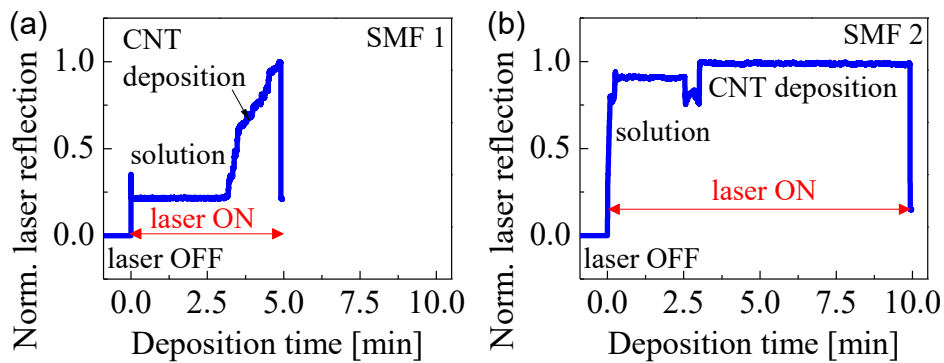 (a)
CNT
deposition
SMF 1
solution
laser ON
laser OFF
Norm. laser reflection
1.0
0.5
0.0
0.0 2.5 5.0 7.5 10.0
Deposition time [min]
(b)
SMF 2
CNT deposition
solution
laser ON
laser OFF
Norm. laser reflection
1.0
0.5
0.0
0.0 2.5 5.0 7.5 10.0
Deposition time [min]